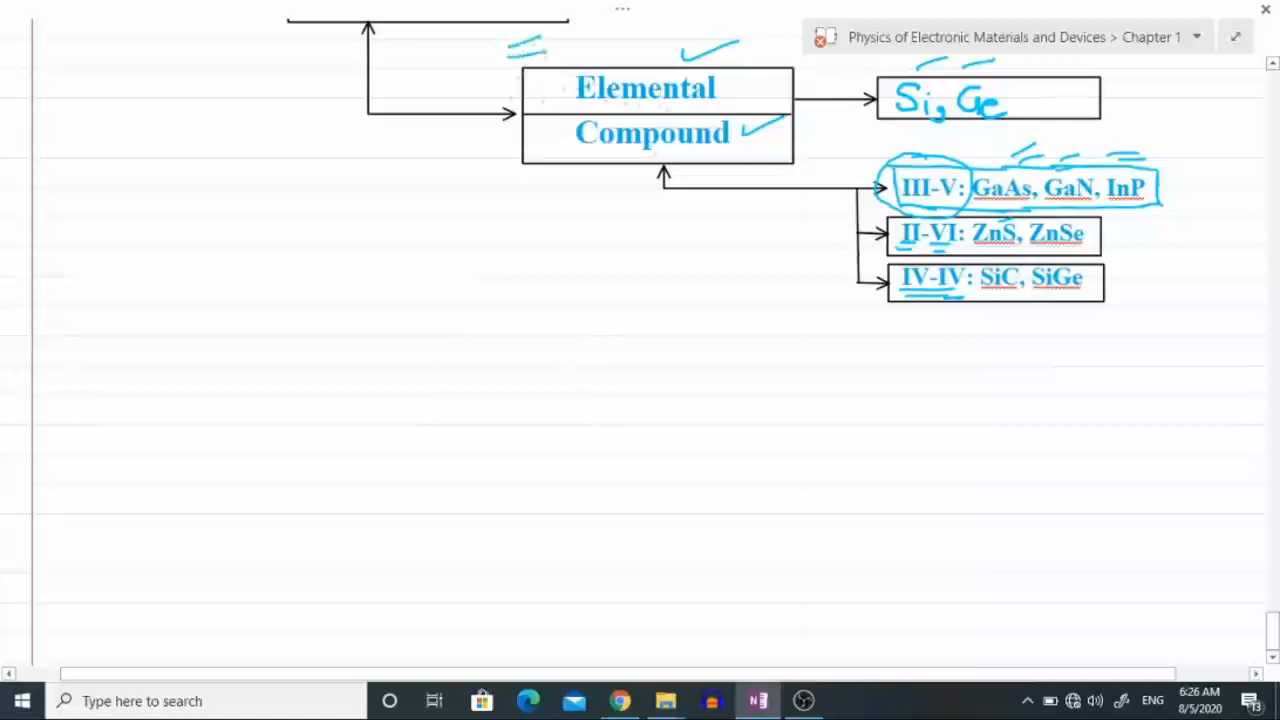 Physics of Electronic Materials and Devices > Chapter 1
Elemental
Si, Ge
Compound
III-V: GaAs, GaN, InP
II-VI: ZnS, ZnSe
IV-IV: SiC, SiGe
Type here to search
ENG
6:26 AM
8/5/2020
13